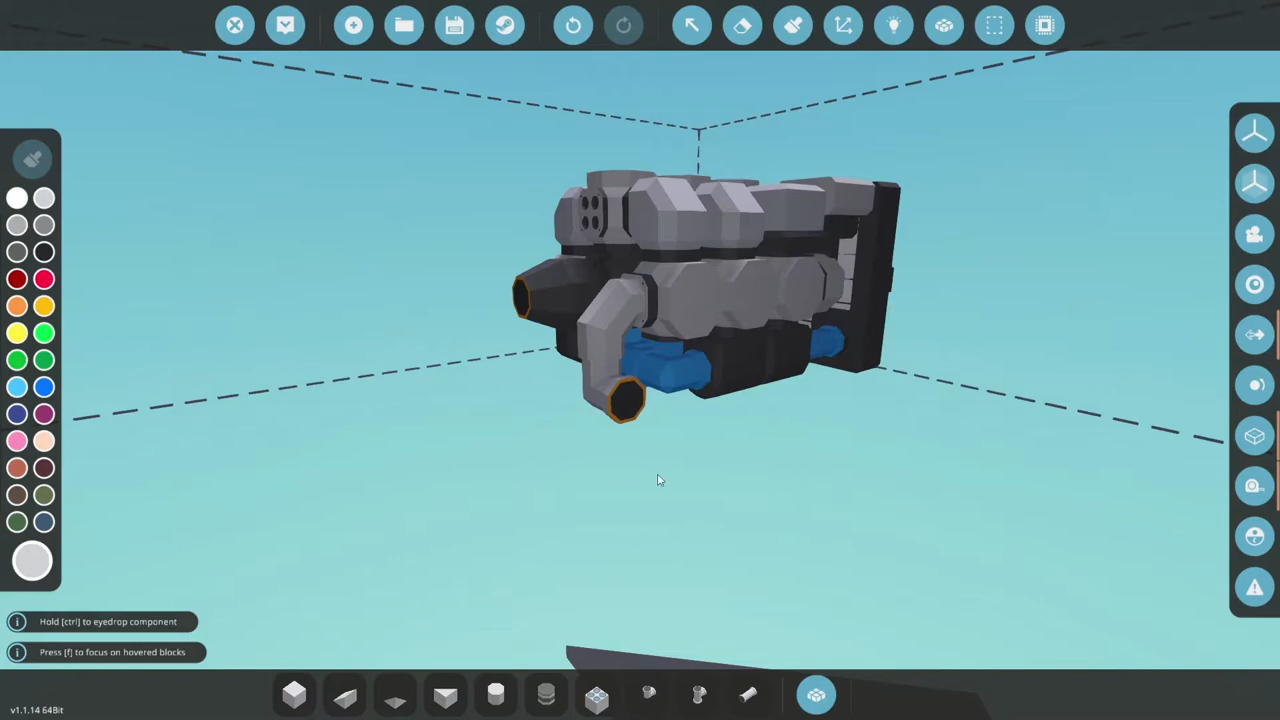 Hold [ctrl] to eyedrop component
Press [f] to focus on hovered blocks
v1.1.14 64Bit